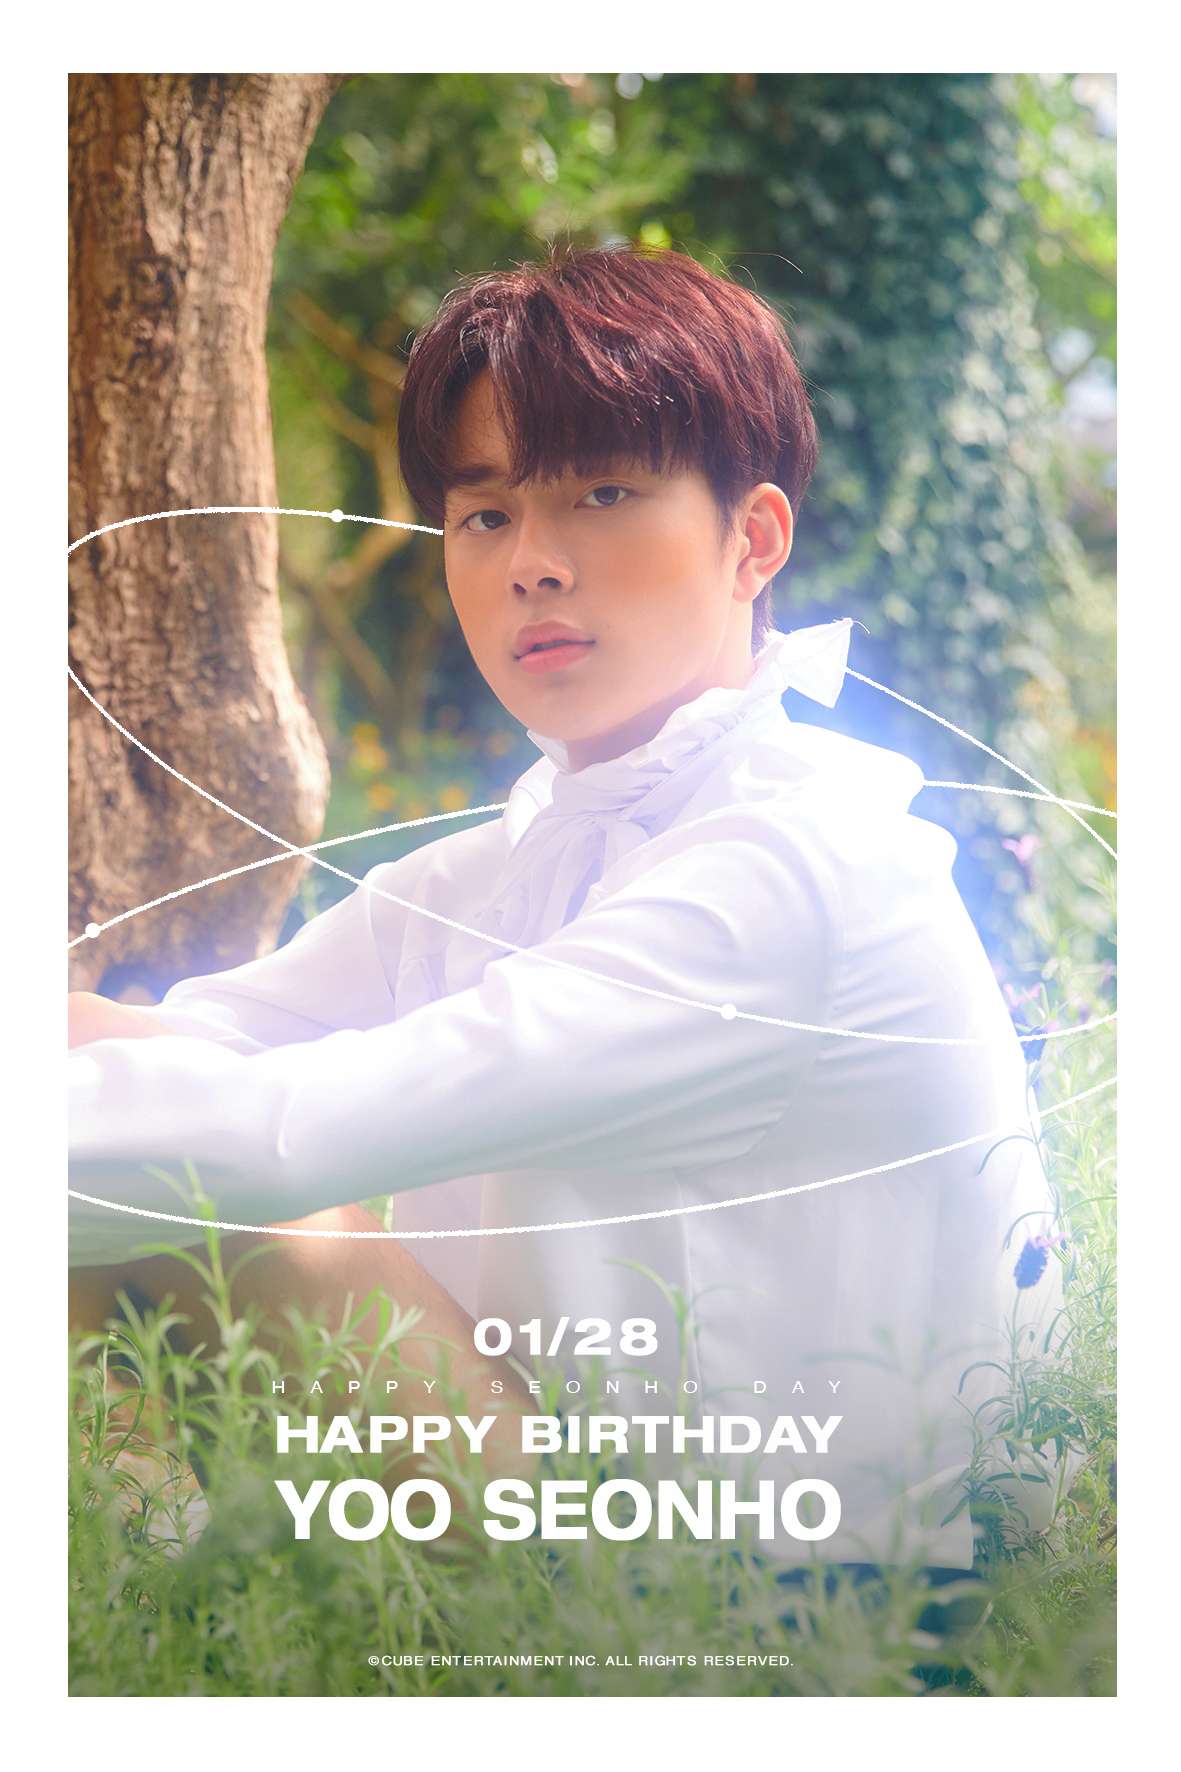 01/28
HAPPY SEONHO DAY
HAPPY BIRTHDAY
YOO SEONHO
©CUBE ENTERTAINMENT INC. ALL RIGHTS RESERVED.